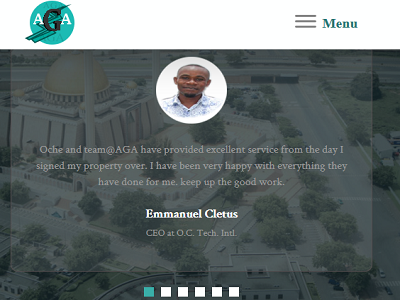 AGA
Menu
Oche and team@AGA have provided excellent service from the day I
signed my property over. I have been very happy with everything they
have done for me. keep up the good work.
Emmanuel Cletus
CEO at O.C. Tech. Intl